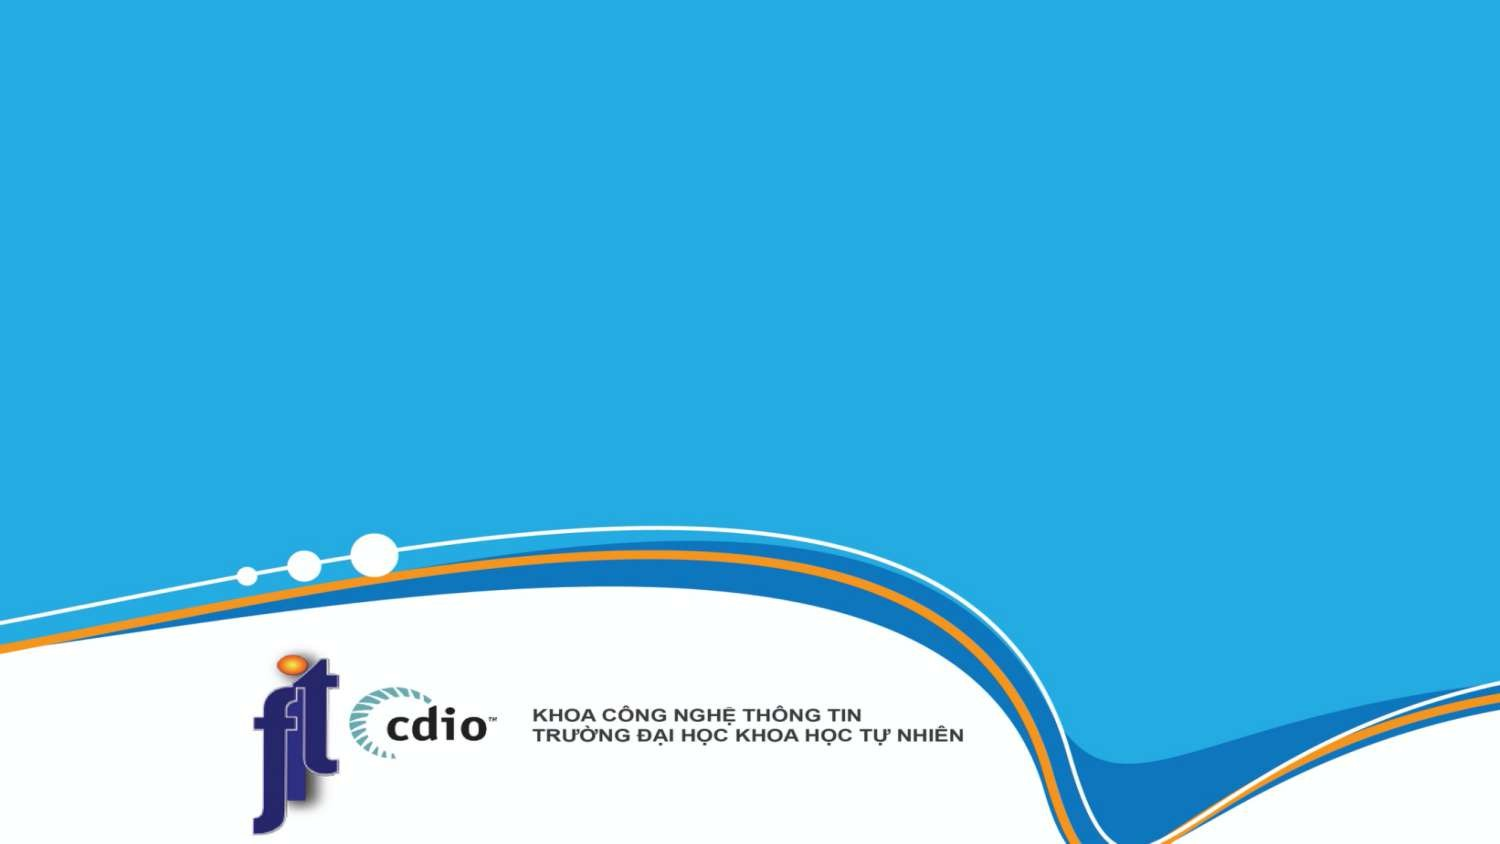 fit
cdio™
KHOA CÔNG NGHỆ THÔNG TIN
TRƯỜNG ĐẠI HỌC KHOA HỌC TỰ NHIÊN